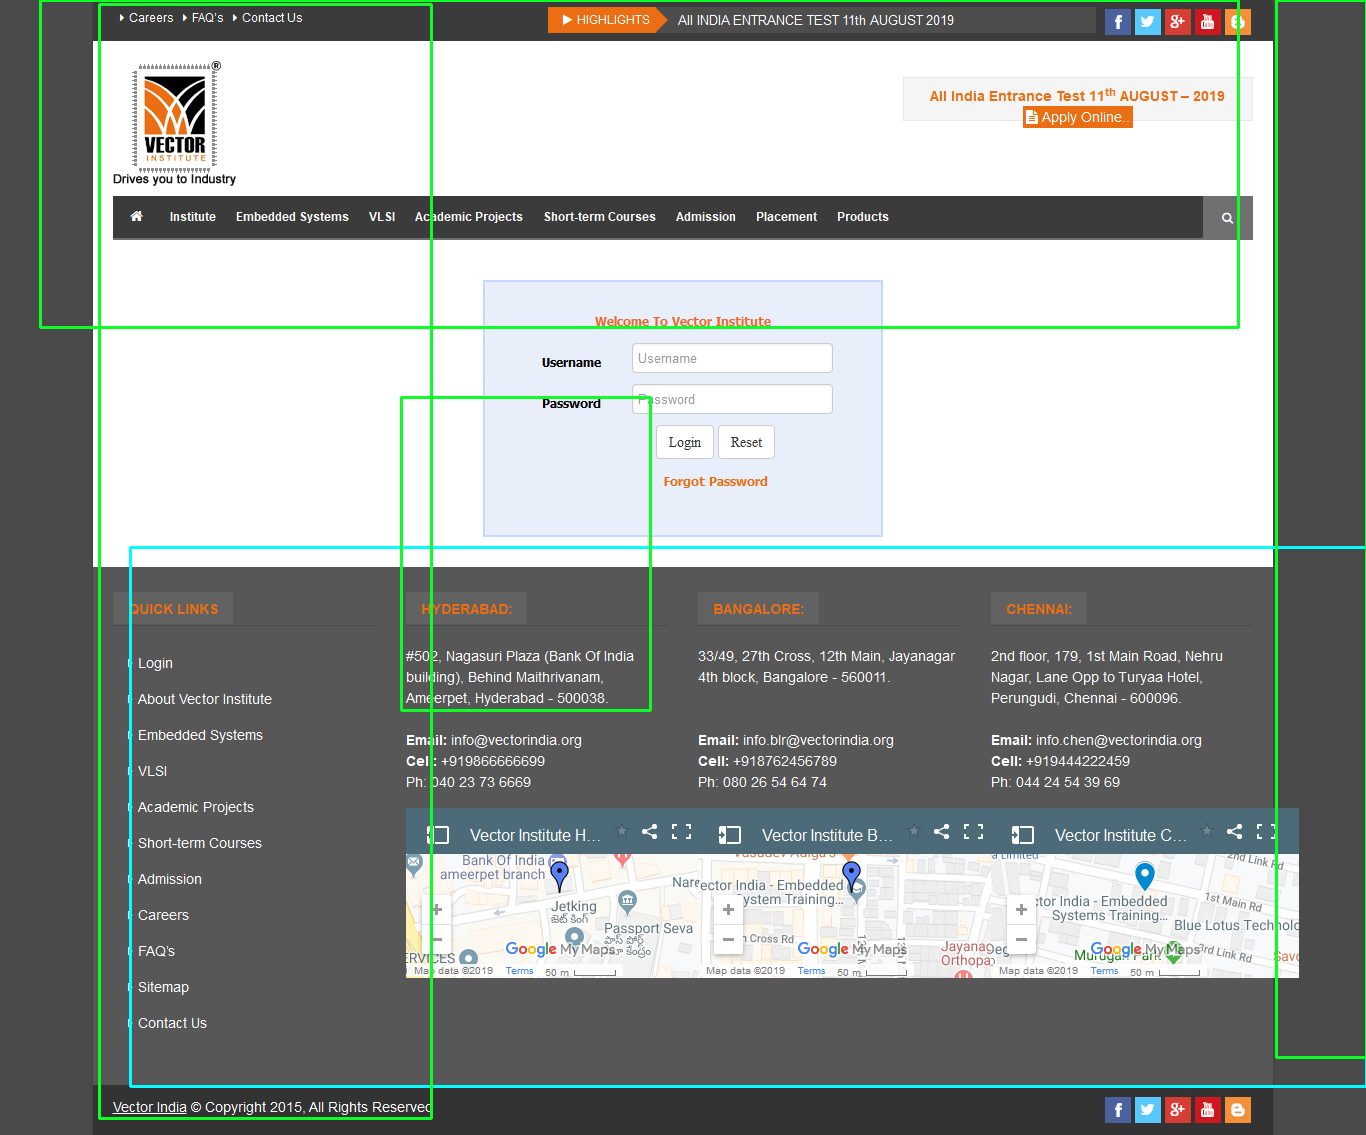 Careers FAQ's Contact Us
HIGHLIGHTS All INDIA ENTRANCE TEST 11th AUGUST 2019
®
VECTOR
INSTITUTE
Drives you to Industry
All India Entrance Test 11th AUGUST – 2019
Apply Online..
Institute Embedded Systems VLSI Academic Projects Short-term Courses Admission Placement Products
Welcome To Vector Institute
Username Username
Password Password
Login Reset
Forgot Password
QUICK LINKS
Login
About Vector Institute
Embedded Systems
VLSI
Academic Projects
Short-term Courses
Admission
Careers
FAQ's
Sitemap
Contact Us
HYDERABAD:
#502, Nagasuri Plaza (Bank Of India
building), Behind Maithrivanam,
Ameerpet, Hyderabad - 500038.
Email: info@vectorindia.org
Cell: +919866666699
Ph: 040 23 73 6669
Vector Institute H...
Bank Of India
ameerpet branch
Jetking
జెట్ కింగ్
Passport Seva
పాస్ పోర్ట్
కేంద్రం
Google My Maps
Map data ©2019 Terms 50 m
BANGALORE:
33/49, 27th Cross, 12th Main, Jayanagar
4th block, Bangalore - 560011.
Email: info.blr@vectorindia.org
Cell: +918762456789
Ph: 080 26 54 64 74
Vector Institute B...
Vasudev Adiga's
Vector India - Embedded
System Training...
Cross Rd
Google My Maps
Map data ©2019 Terms 50 m
CHENNAI:
2nd floor, 179, 1st Main Road, Nehru
Nagar, Lane Opp to Turyaa Hotel,
Perungudi, Chennai - 600096.
Email: info.chen@vectorindia.org
Cell: +919444222459
Ph: 044 24 54 39 69
Vector Institute C...
a Limited
2nd Link Rd
1st Main Rd
ctor India - Embedded
Systems Training...
Blue Lotus Technolo
3rd Link Rd
Murugan Park
Google My Maps
Map data ©2019 Terms 50 m
Vector India © Copyright 2015, All Rights Reserved